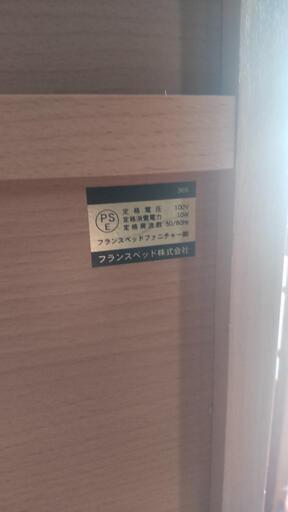 PS
E
定格電圧 100V
定格消費電力 10W
定格周波数 50/60Hz
フランスベッドファニチャー㈱
フランスベッド株式会社